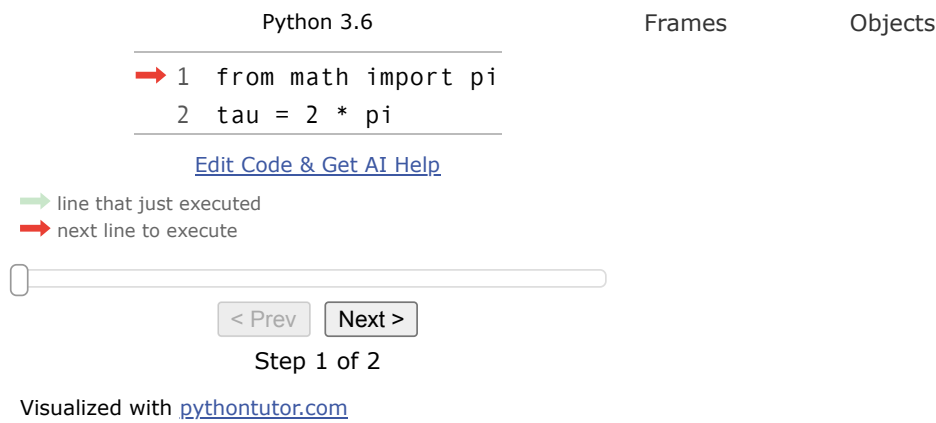 Python 3.6
1 from math import pi
2 tau = 2 * pi
Edit Code & Get AI Help
line that just executed
next line to execute
< Prev Next >
Step 1 of 2
Visualized with pythontutor.com
Frames Objects